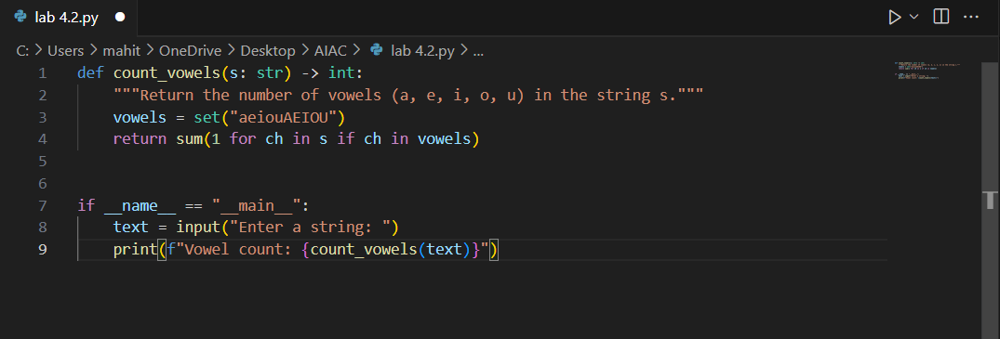 lab 4.2.py
C: > Users > mahit > OneDrive > Desktop > AIAC > lab 4.2.py > ...
1 def count_vowels(s: str) -> int:
2     """Return the number of vowels (a, e, i, o, u) in the string s."""
3     vowels = set("aeiouAEIOU")
4     return sum(1 for ch in s if ch in vowels)
5
6
7 if __name__ == "__main__":
8     text = input("Enter a string: ")
9     print(f"Vowel count: {count_vowels(text)}")